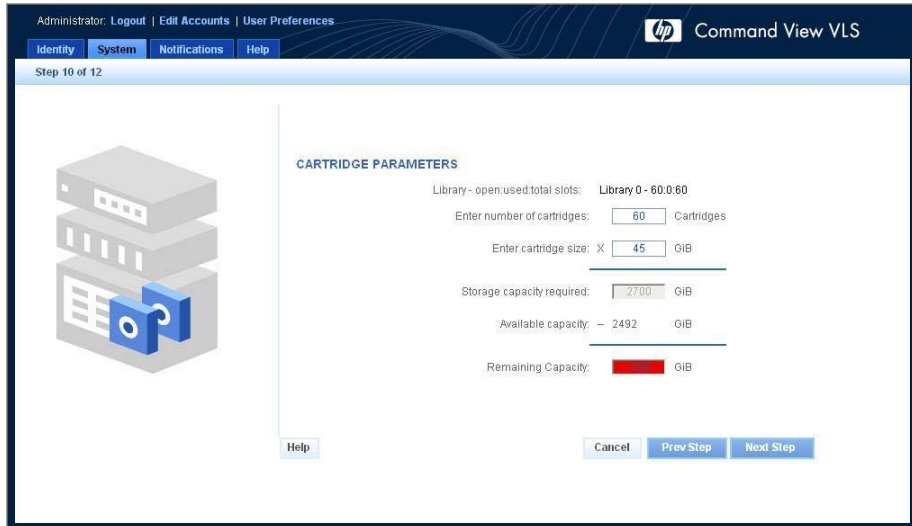 Administrator: Logout | Edit Accounts | User Preferences
hp Command View VLS
Identity System Notifications Help
Step 10 of 12
CARTRIDGE PARAMETERS
Library - open:used:total slots: Library 0 - 60:0:60
Enter number of cartridges: 60 Cartridges
Enter cartridge size: X 45 GiB
Storage capacity required: 2700 GiB
Available capacity: – 2492 GiB
Remaining Capacity: GiB
Help Cancel Prev Step Next Step